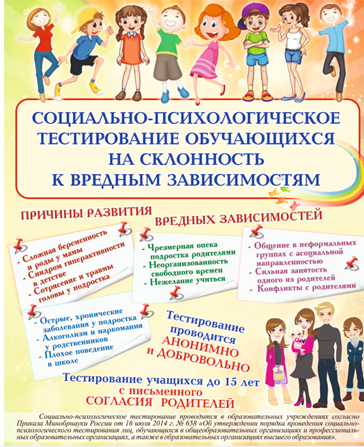 СОЦИАЛЬНО-ПСИХОЛОГИЧЕСКОЕ
ТЕСТИРОВАНИЕ ОБУЧАЮЩИХСЯ
НА СКЛОННОСТЬ
К ВРЕДНЫМ ЗАВИСИМОСТЯМ
ПРИЧИНЫ РАЗВИТИЯ
ВРЕДНЫХ ЗАВИСИМОСТЕЙ
- Сложная беременность
и роды у мамы
- Синдром гиперактивности
в детстве
- Сотрясение и травмы
головы у подростка
- Чрезмерная опека
подростка родителями
- Неорганизованность
свободного времен
- Нежелание учиться
- Общение в неформальных
группах с асоциальной
направленностью
- Сильная занятость
одного из родителей
- Конфликты с родителями
- Острые, хронические
заболевания у подростка
- Алкоголизм и наркомания
у родственников
- Плохое поведение
в школе
Тестирование
проводится
АНОНИМНО
и ДОБРОВОЛЬНО
Тестирование учащихся до 15 лет
с письменного
СОГЛАСИЯ РОДИТЕЛЕЙ
Социально-психологическое тестирование проводится в образовательных учреждениях согласно
Приказа Минобрнауки России от 16 июля 2014 г. № 658 «Об утверждении порядка проведения социально-
психологического тестирования лиц, обучающихся в общеобразовательных организациях и профессиональ-
ных образовательных организациях, а также в образовательных организациях высшего образования».